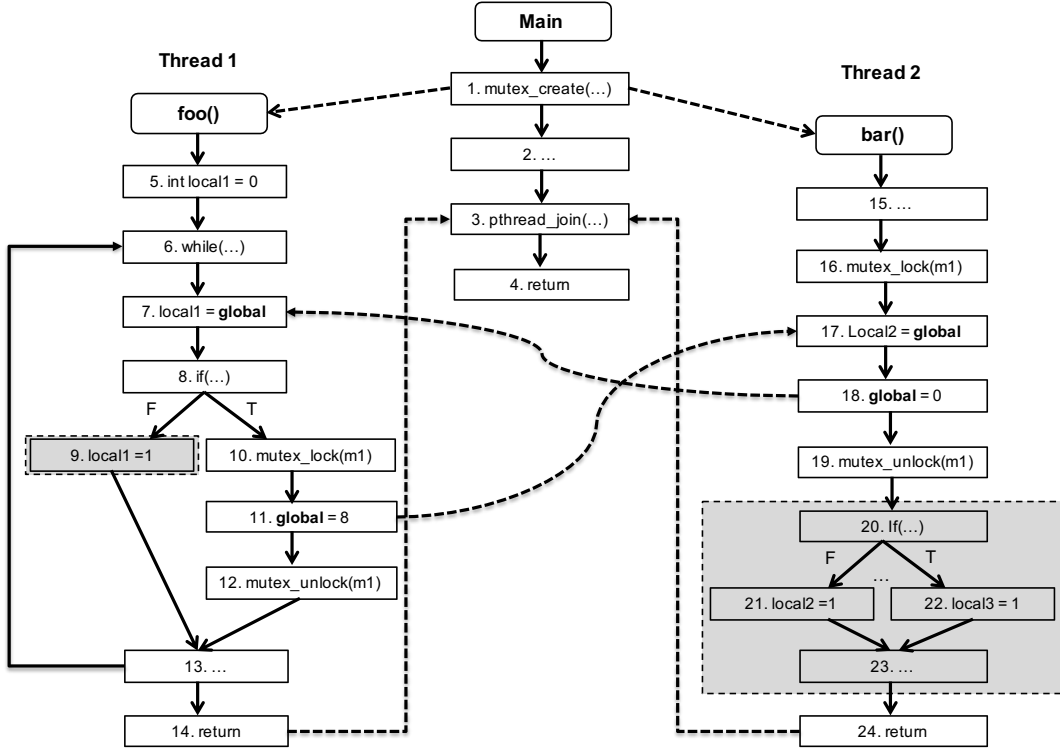 Main
Thread 1
Thread 2
1. mutex_create(…)
foo()
bar()
2. …
5. int local1 = 0
15. …
3. pthread_join(…)
6. while(…)
16. mutex_lock(m1)
4. return
7. local1 = global
17. Local2 = global
8. if(…)
18. global = 0
F
T
9. local1 =1
10. mutex_lock(m1)
19. mutex_unlock(m1)
11. global = 8
20. If(…)
F
T
…
12. mutex_unlock(m1)
21. local2 =1
22. local3 = 1
13. …
23. …
14. return
24. return